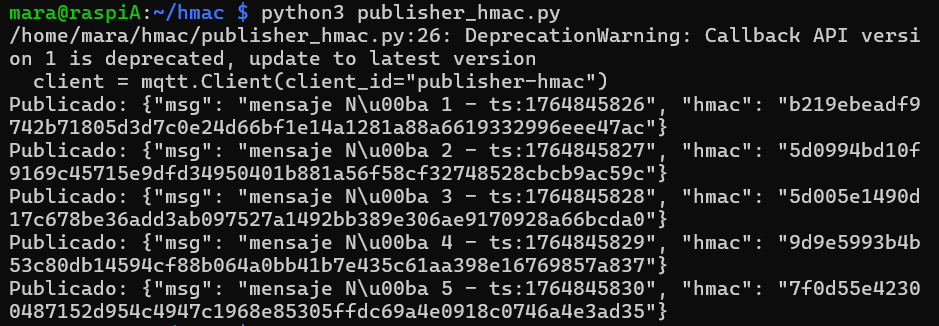 mara@raspiA:~/hmac $ python3 publisher_hmac.py
/home/mara/hmac/publisher_hmac.py:26: DeprecationWarning: Callback API versi
on 1 is deprecated, update to latest version
  client = mqtt.Client(client_id="publisher-hmac")
Publicado: {"msg": "mensaje N\u00ba 1 - ts:1764845826", "hmac": "b219ebeadf9
742b71805d3d7c0e24d66bf1e14a1281a88a6619332996eee47ac"}
Publicado: {"msg": "mensaje N\u00ba 2 - ts:1764845827", "hmac": "5d0994bd10f
9169c45715e9dfd34950401b881a56f58cf32748528cbcb9ac59c"}
Publicado: {"msg": "mensaje N\u00ba 3 - ts:1764845828", "hmac": "5d005e1490d
17c678be36add3ab097527a1492bb389e306ae9170928a66bcda0"}
Publicado: {"msg": "mensaje N\u00ba 4 - ts:1764845829", "hmac": "9d9e5993b4b
53c80db14594cf88b064a0bb41b7e435c61aa398e16769857a837"}
Publicado: {"msg": "mensaje N\u00ba 5 - ts:1764845830", "hmac": "7f0d55e4230
0487152d954c4947c1968e85305ffdc69a4e0918c0746a4e3ad35"}